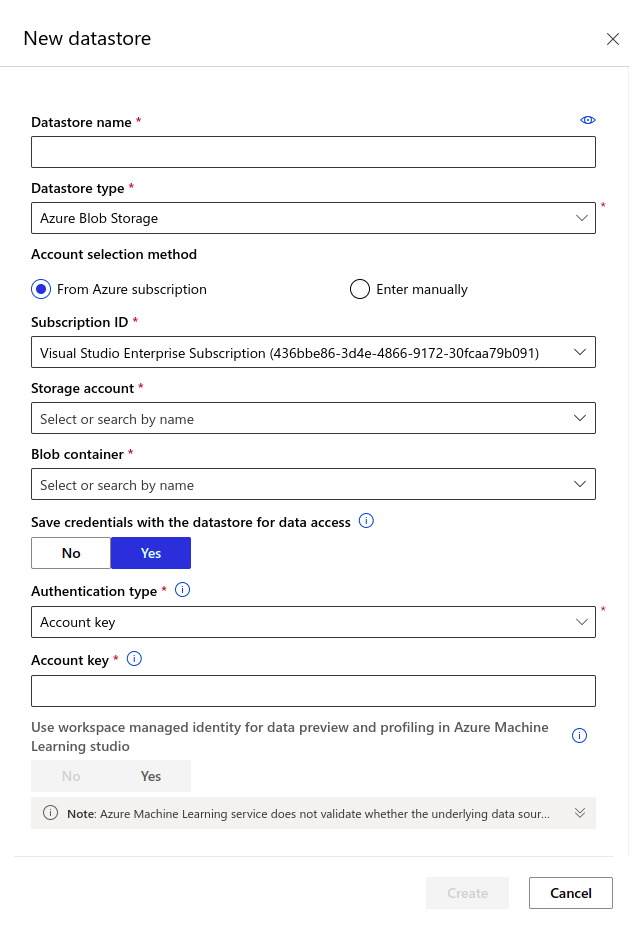 New datastore
Datastore name *
Datastore type *
Azure Blob Storage
*
Account selection method
From Azure subscription
Enter manually
Subscription ID *
Visual Studio Enterprise Subscription (436bbe86-3d4e-4866-9172-30fcaa79b091)
Storage account *
Select or search by name
Blob container *
Select or search by name
Save credentials with the datastore for data access
No
Yes
Authentication type *
Account key
*
Account key *
Use workspace managed identity for data preview and profiling in Azure Machine
Learning studio
No
Yes
Note: Azure Machine Learning service does not validate whether the underlying data sour...
Create
Cancel